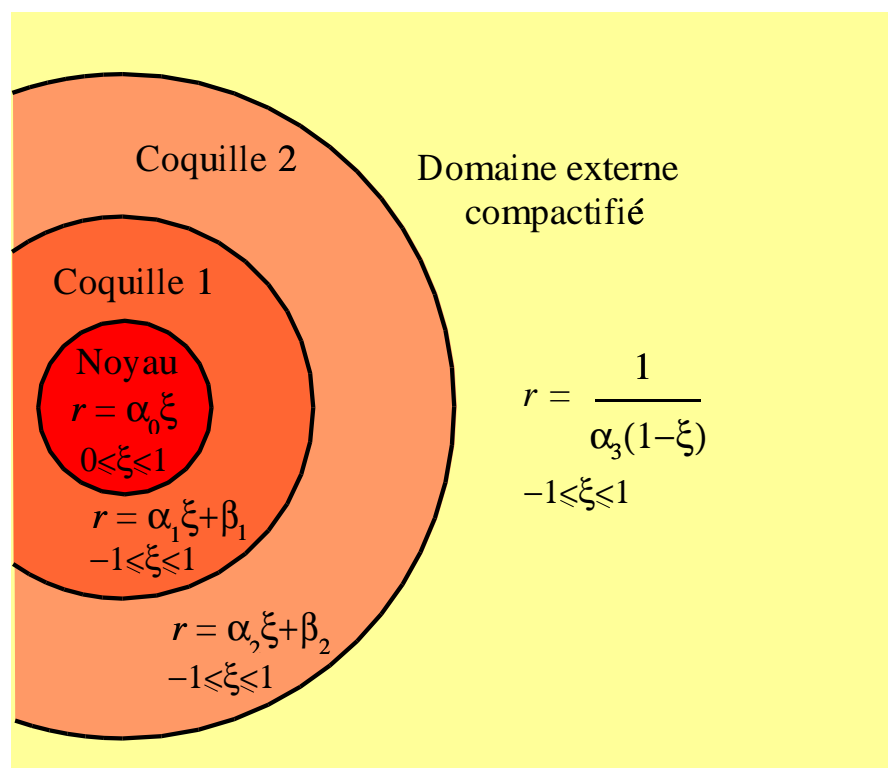 Coquille 2
Domaine externe
compactifié
Coquille 1
Noyau
r = α₀ξ
0⩽ξ⩽1
r = 1 / α₃(1−ξ)
−1⩽ξ⩽1
r = α₁ξ+β₁
−1⩽ξ⩽1
r = α₂ξ+β₂
−1⩽ξ⩽1